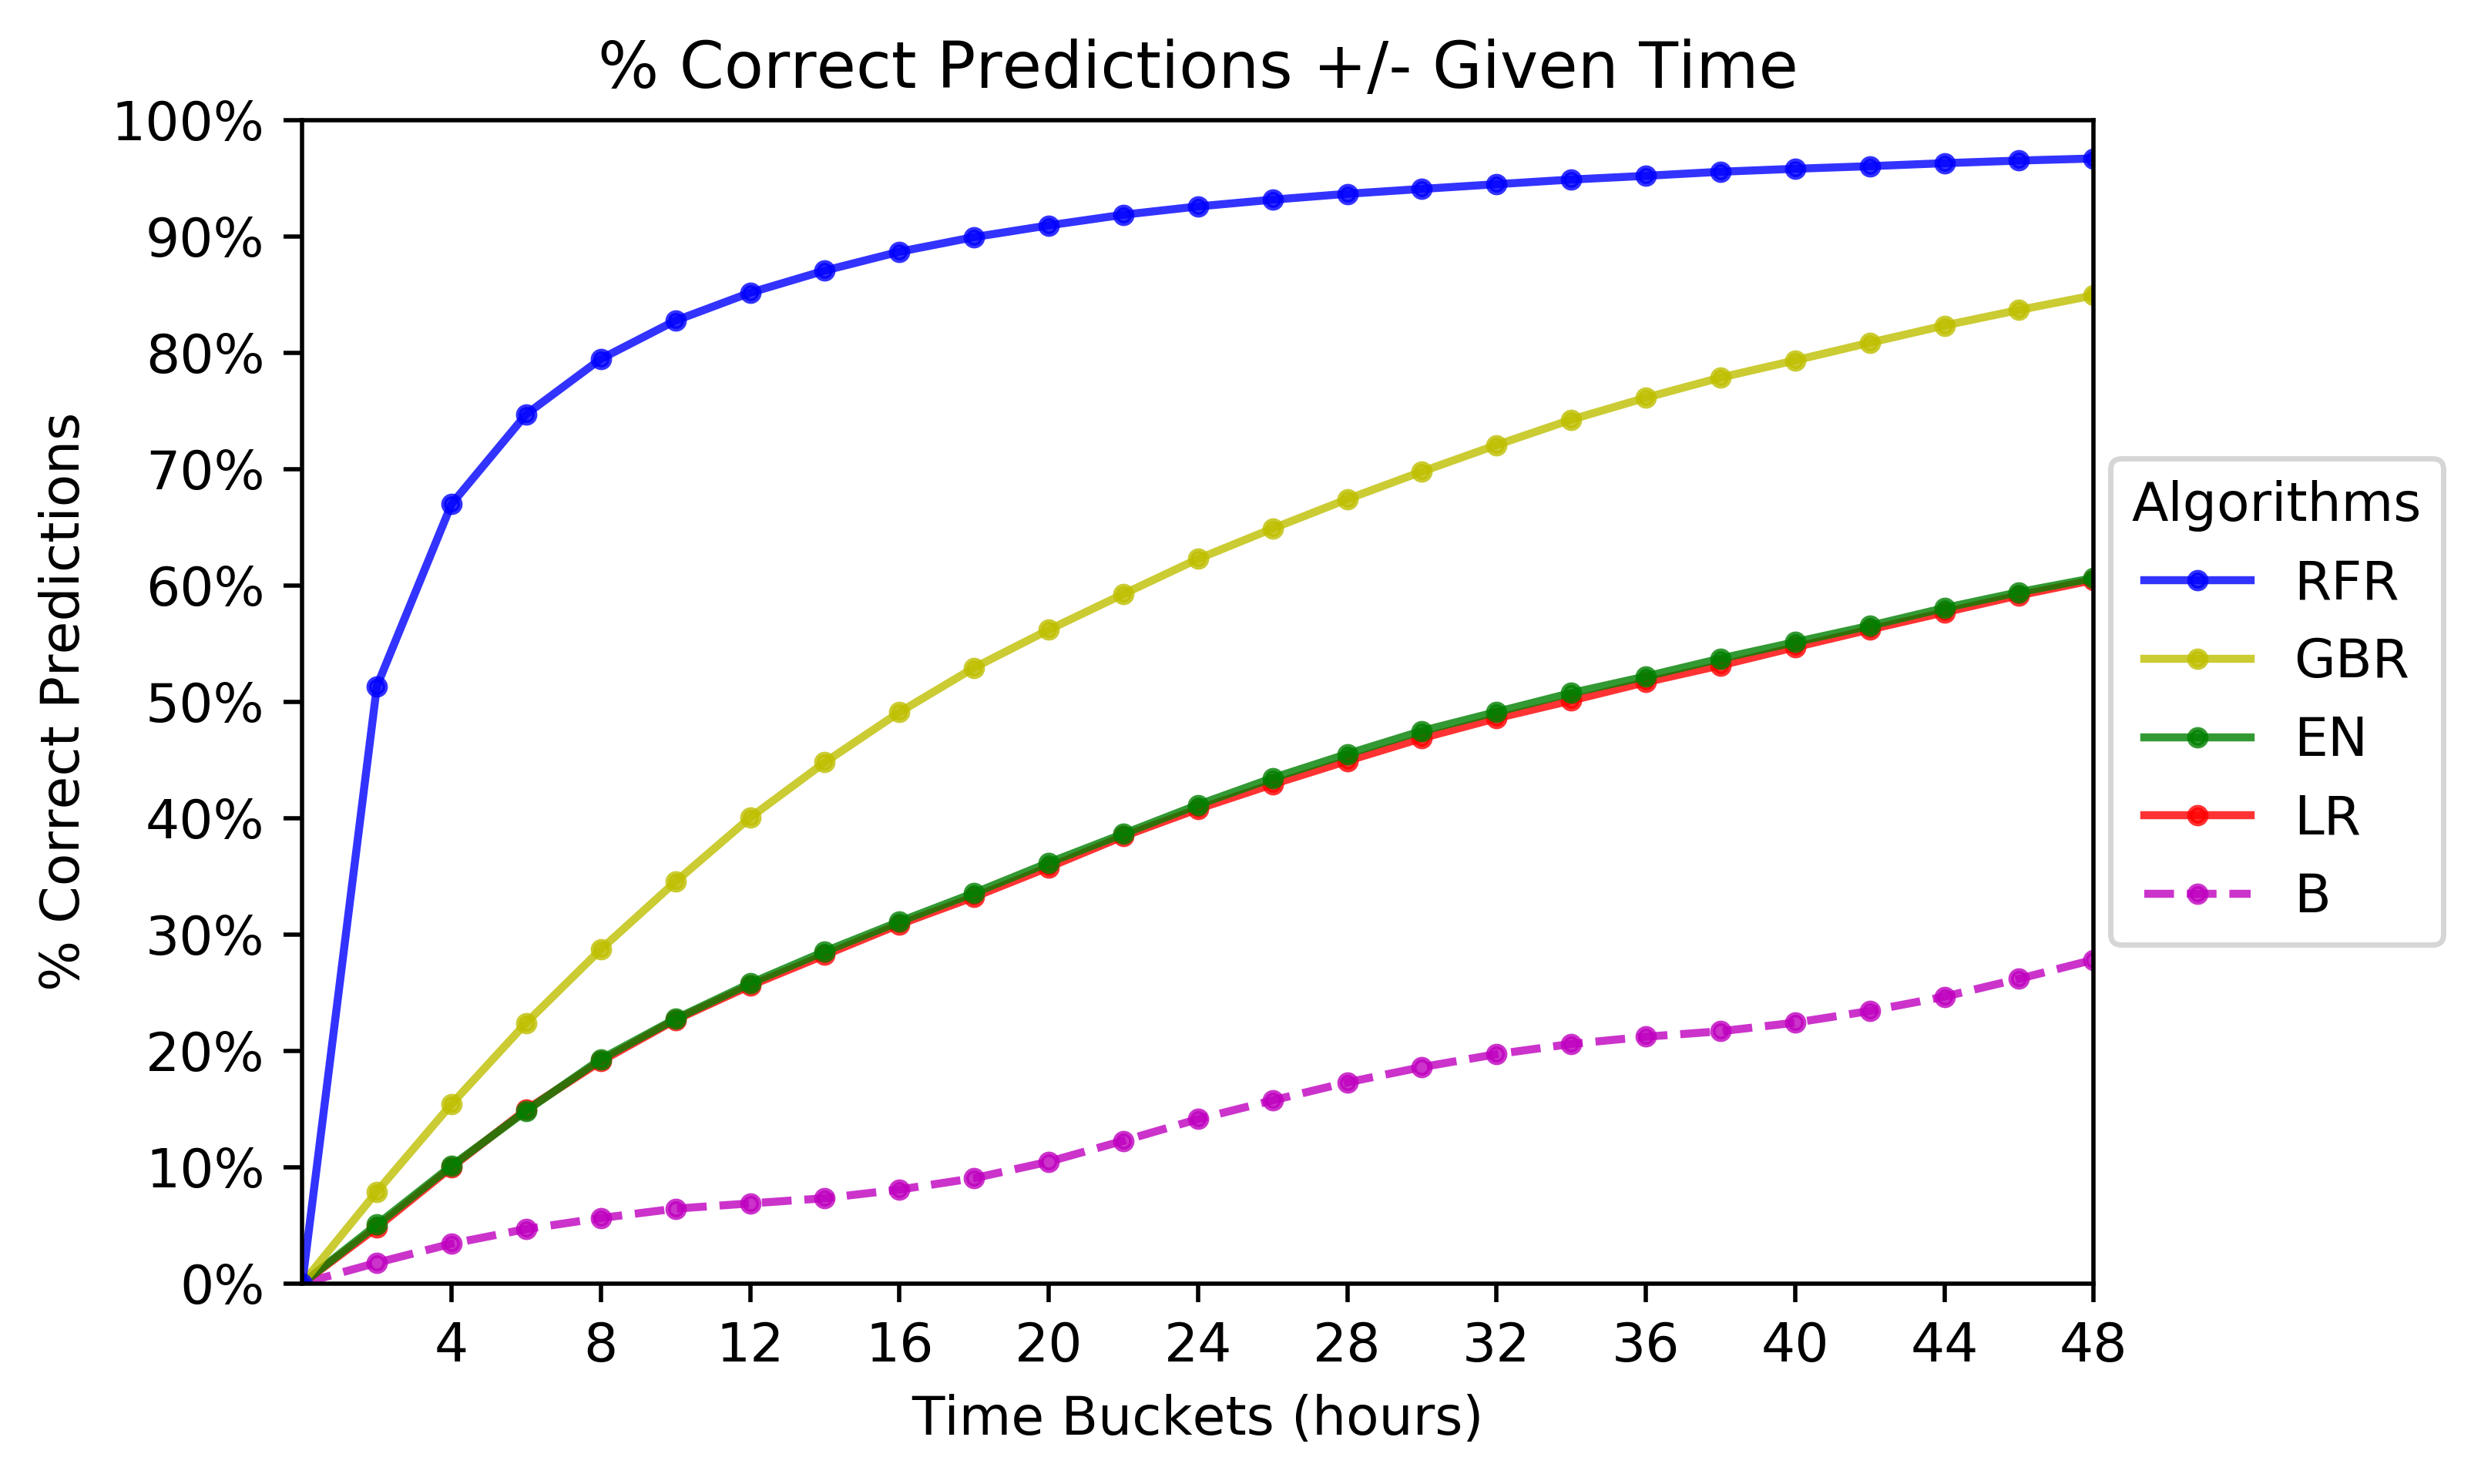 % Correct Predictions +/- Given Time
% Correct Predictions
100%
90%
80%
70%
60%
50%
40%
30%
20%
10%
0%
4 8 12 16 20 24 28 32 36 40 44 48
Time Buckets (hours)
Algorithms
RFR
GBR
EN
LR
B